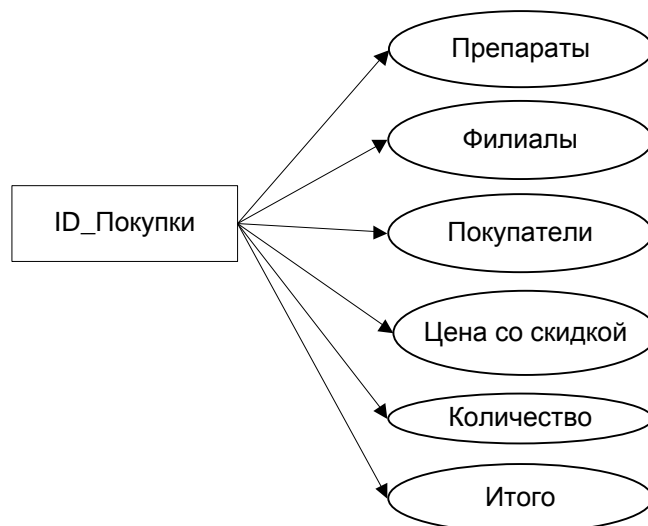 Препараты
Филиалы
ID_Покупки
Покупатели
Цена со скидкой
Количество
Итого